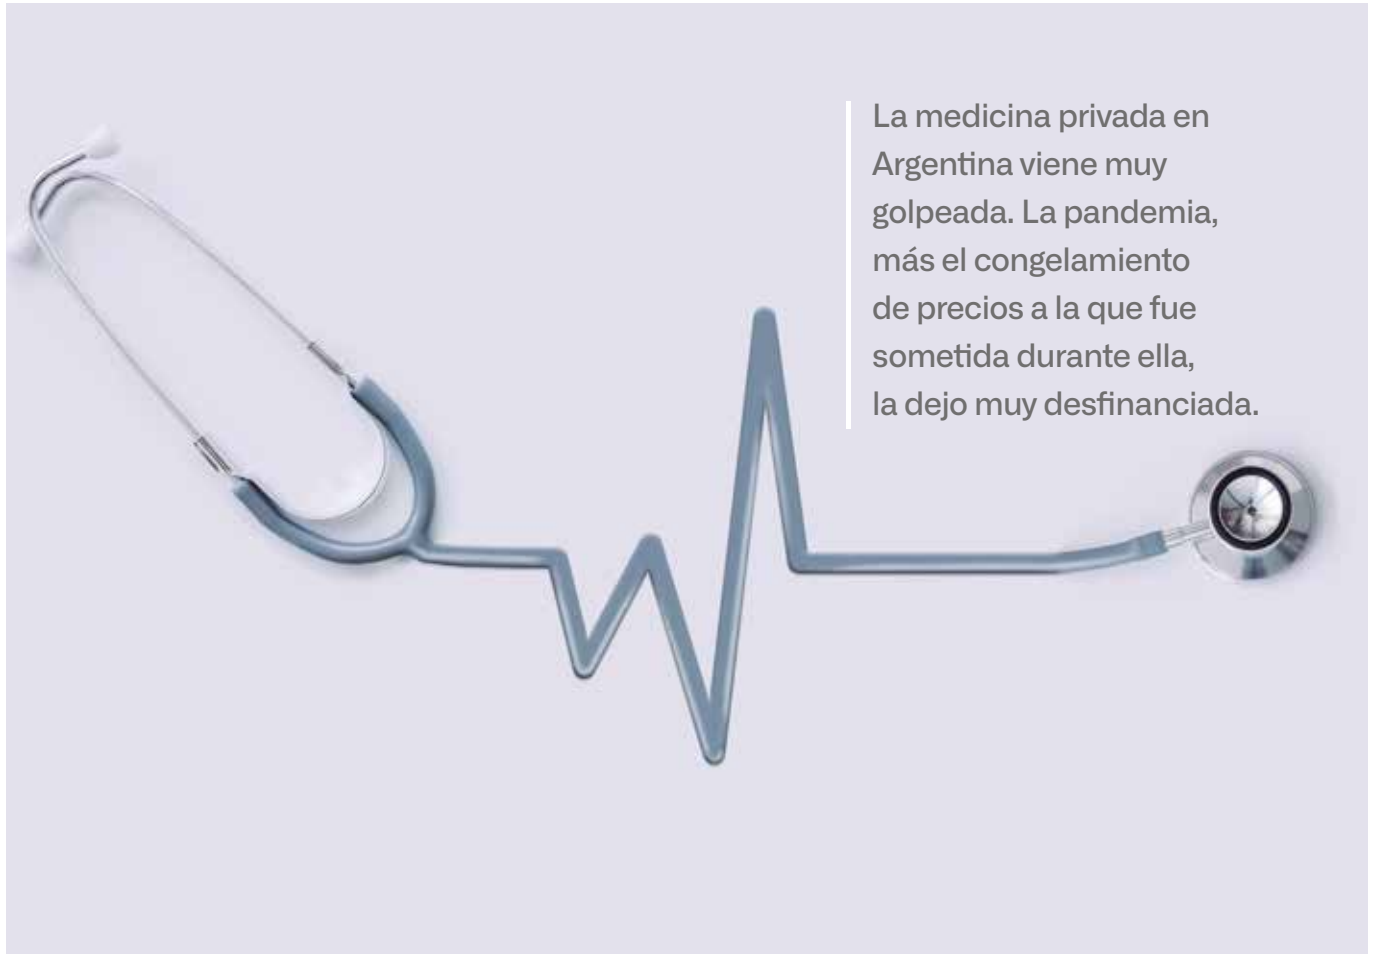 La medicina privada en
Argentina viene muy
golpeada. La pandemia,
más el congelamiento
de precios a la que fue
sometida durante ella,
la dejo muy desfinanciada.